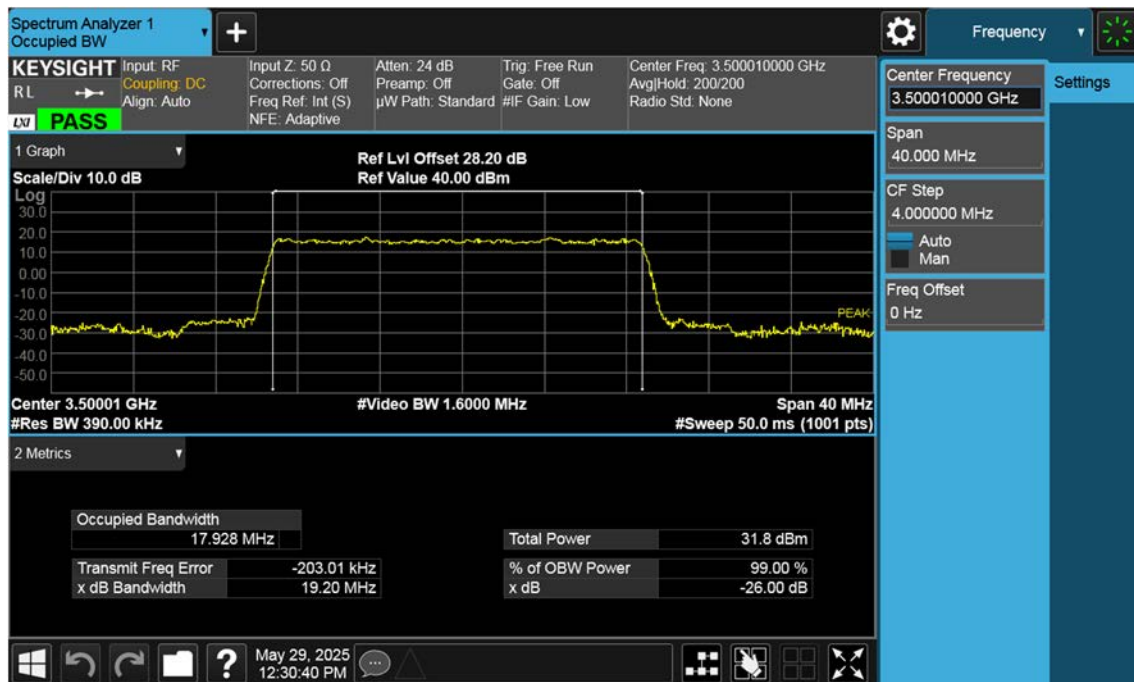 Spectrum Analyzer 1
Occupied BW
+
Frequency
KEYSIGHT
RL
LXI PASS
Input: RF
Coupling: DC
Align: Auto
Input Z: 50 Ω
Corrections: Off
Freq Ref: Int (S)
NFE: Adaptive
Atten: 24 dB
Preamp: Off
µW Path: Standard
Trig: Free Run
Gate: Off
#IF Gain: Low
Center Freq: 3.500010000 GHz
Avg|Hold: 200/200
Radio Std: None
1 Graph
Scale/Div 10.0 dB
Ref Lvl Offset 28.20 dB
Ref Value 40.00 dBm
Log
30.0
20.0
10.0
0.00
-10.0
-20.0
-30.0
-40.0
-50.0
PEAK
Center 3.50001 GHz
#Res BW 390.00 kHz
#Video BW 1.6000 MHz
Span 40 MHz
#Sweep 50.0 ms (1001 pts)
2 Metrics
Occupied Bandwidth
17.928 MHz
Transmit Freq Error -203.01 kHz
x dB Bandwidth 19.20 MHz
Total Power 31.8 dBm
% of OBW Power 99.00 %
x dB -26.00 dB
Center Frequency
3.500010000 GHz
Span
40.000 MHz
CF Step
4.000000 MHz
Auto
Man
Freq Offset
0 Hz
Settings
?
May 29, 2025
12:30:40 PM